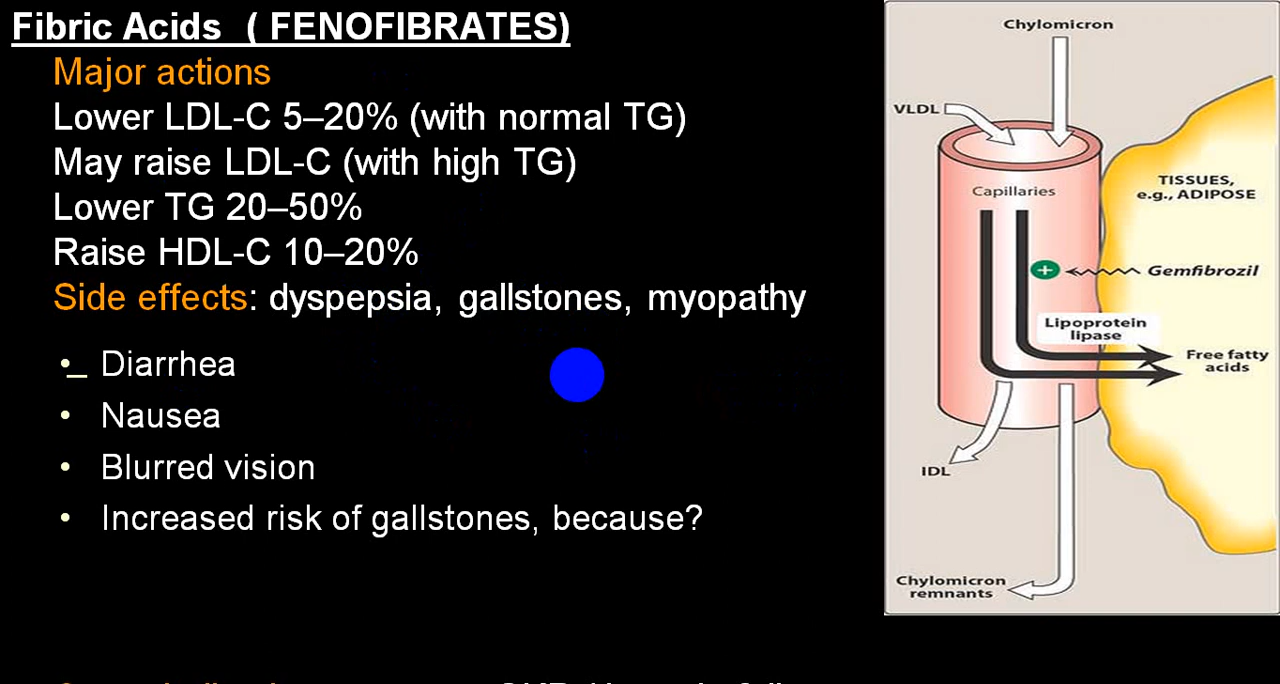 Fibric Acids ( FENOFIBRATES)
Major actions
Lower LDL-C 5–20% (with normal TG)
May raise LDL-C (with high TG)
Lower TG 20–50%
Raise HDL-C 10–20%
Side effects: dyspepsia, gallstones, myopathy
• Diarrhea
• Nausea
• Blurred vision
• Increased risk of gallstones, because?
Chylomicron
VLDL
Capillaries
TISSUES,
e.g., ADIPOSE
+
Gemfibrozil
Lipoprotein
lipase
Free fatty
acids
IDL
Chylomicron
remnants